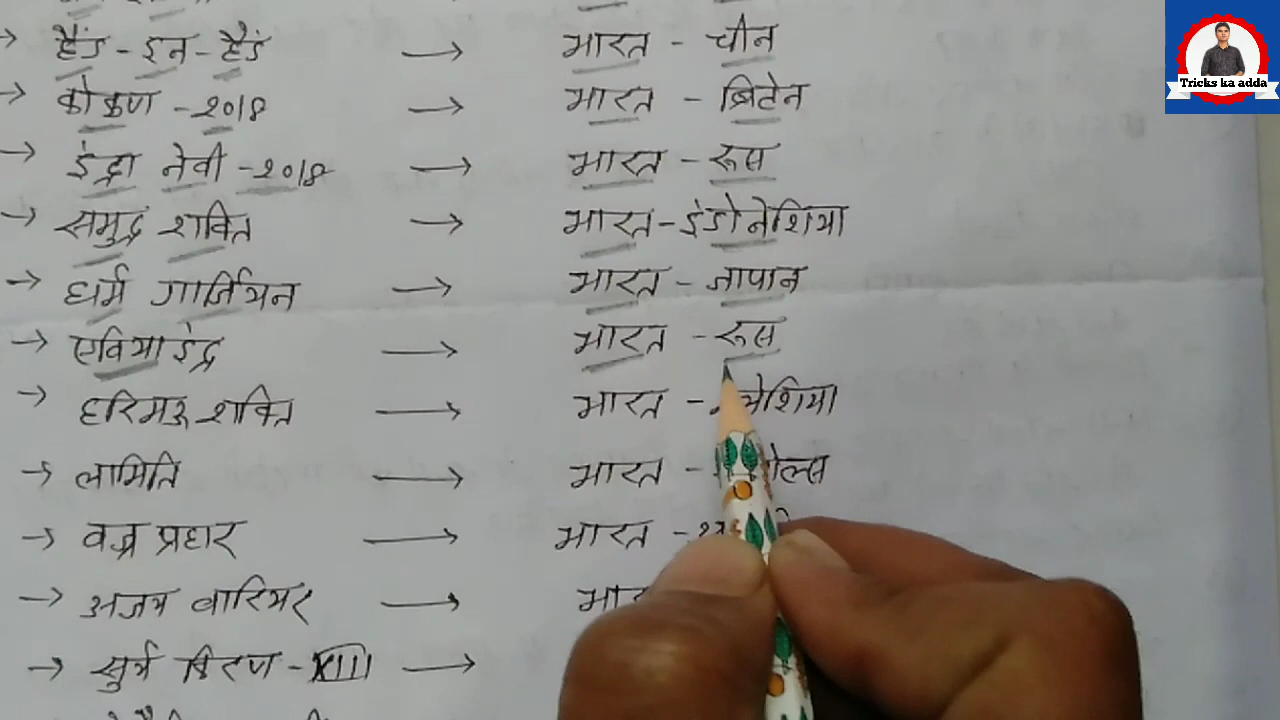 Tricks ka adda
→ हैंड - इन - हैंड → भारत - चीन
→ कोंकण - 2018 → भारत - ब्रिटेन
→ इंद्रा नेवी - 2018 → भारत - रूस
→ समुद्र शक्ति → भारत - इंडोनेशिया
→ धर्म गार्जियन → भारत - जापान
→ एविया इंद्र → भारत - रूस
→ हरिमऊ शक्ति → भारत -
→ लामिति → भारत -
→ वज्र प्रहार → भारत -
→ अजय वारियर →
→ सुर्य किरण - XIII →